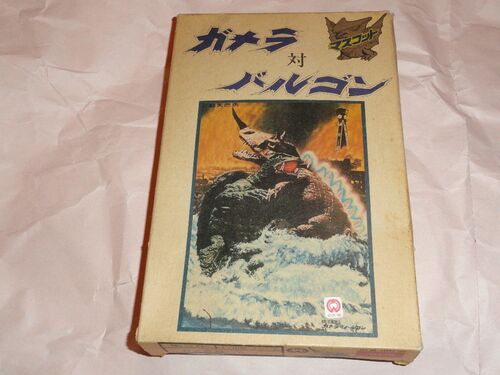 マスコット
ガメラ
対
バルゴン